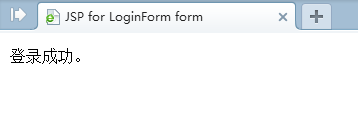 JSP for LoginForm form
登录成功。